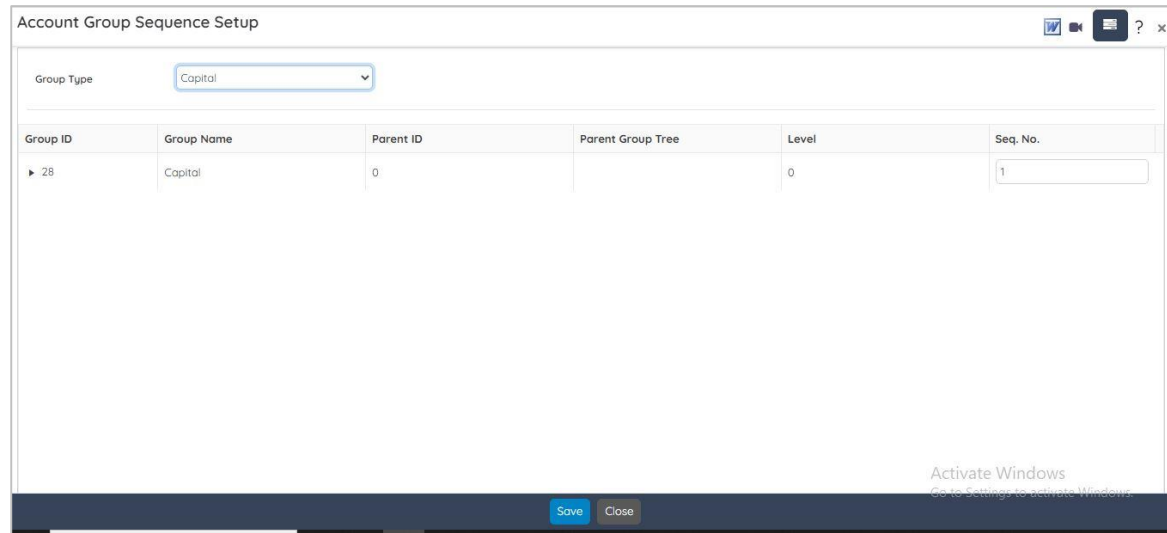 Account Group Sequence Setup
W ? ×
Group Type Capital
Group ID Group Name Parent ID Parent Group Tree Level Seq. No.
28 Capital 0 0 1
Activate Windows
Go to Settings to activate Windows.
Save Close